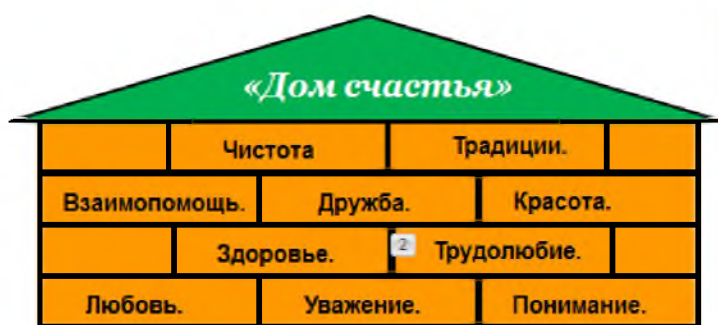 «Дом счастья»
Чистота Традиции.
Взаимопомощь. Дружба. Красота.
Здоровье. 2 Трудолюбие.
Любовь. Уважение. Понимание.